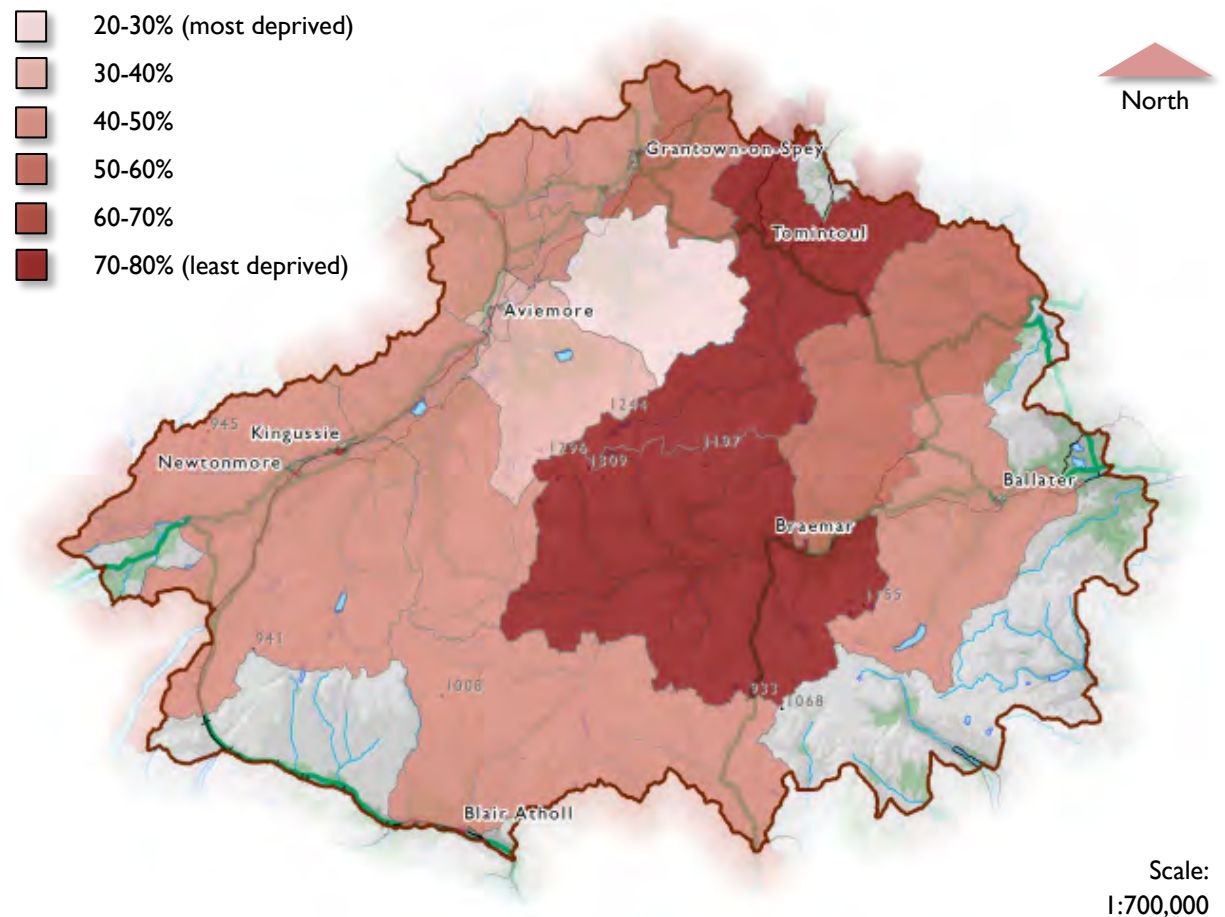 20-30% (most deprived)
30-40%
40-50%
50-60%
60-70%
70-80% (least deprived)
North
Grantown-on-Spey
Tomintoul
Aviemore
1244
945
Kingussie
1197
1296
1309
Newtonmore
Ballater
Braemar
1155
941
1008
933
1068
Blair Atholl
Scale:
1:700,000